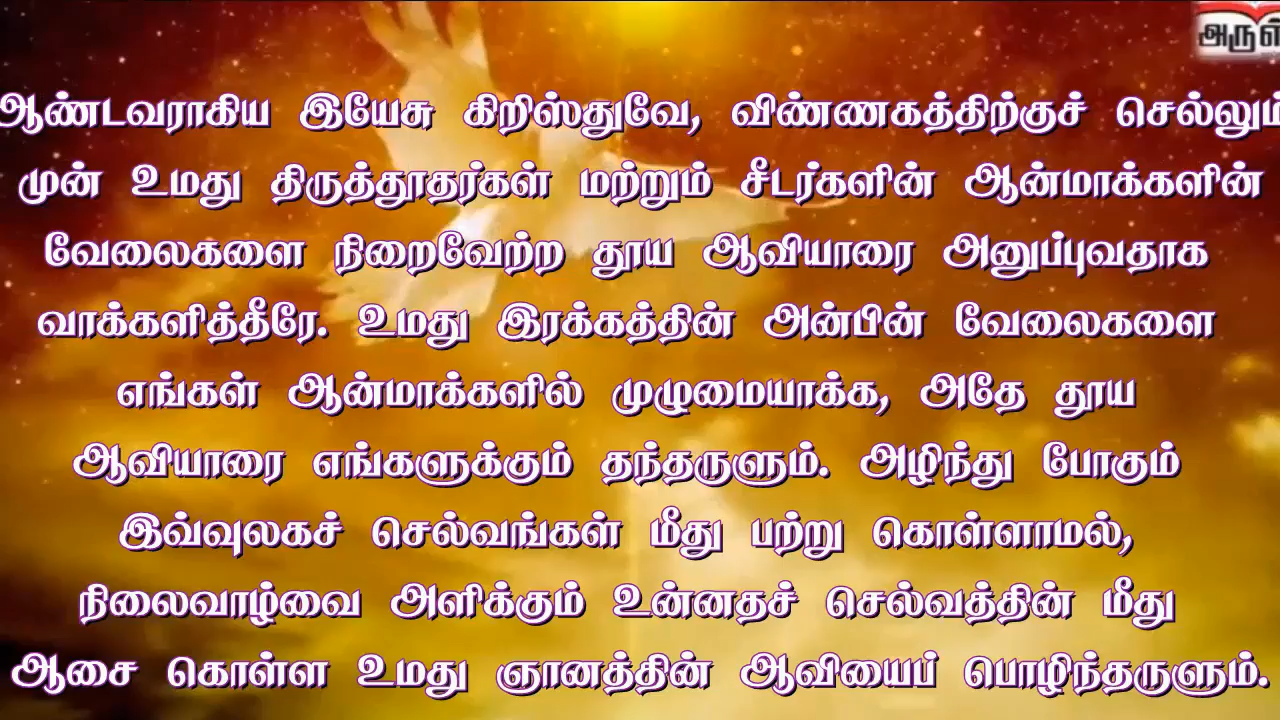 ஆண்டவராகிய இயேசு கிறிஸ்துவே, விண்ணகத்திற்குச் செல்லும்
முன் உமது திருத்தூதர்கள் மற்றும் சீடர்களின் ஆன்மாக்களின்
வேலைகளை நிறைவேற்ற தூய ஆவியாரை அனுப்புவதாக
வாக்களித்தீரே. உமது இரக்கத்தின் அன்பின் வேலைகளை
எங்கள் ஆன்மாக்களில் முழுமையாக்க, அதே தூய
ஆவியாரை எங்களுக்கும் தந்தருளும். அழிந்து போகும்
இவ்வுலகச் செல்வங்கள் மீது பற்று கொள்ளாமல்,
நிலைவாழ்வை அளிக்கும் உன்னதச் செல்வத்தின் மீது
ஆசை கொள்ள உமது ஞானத்தின் ஆவியைப் பொழிந்தருளும்.